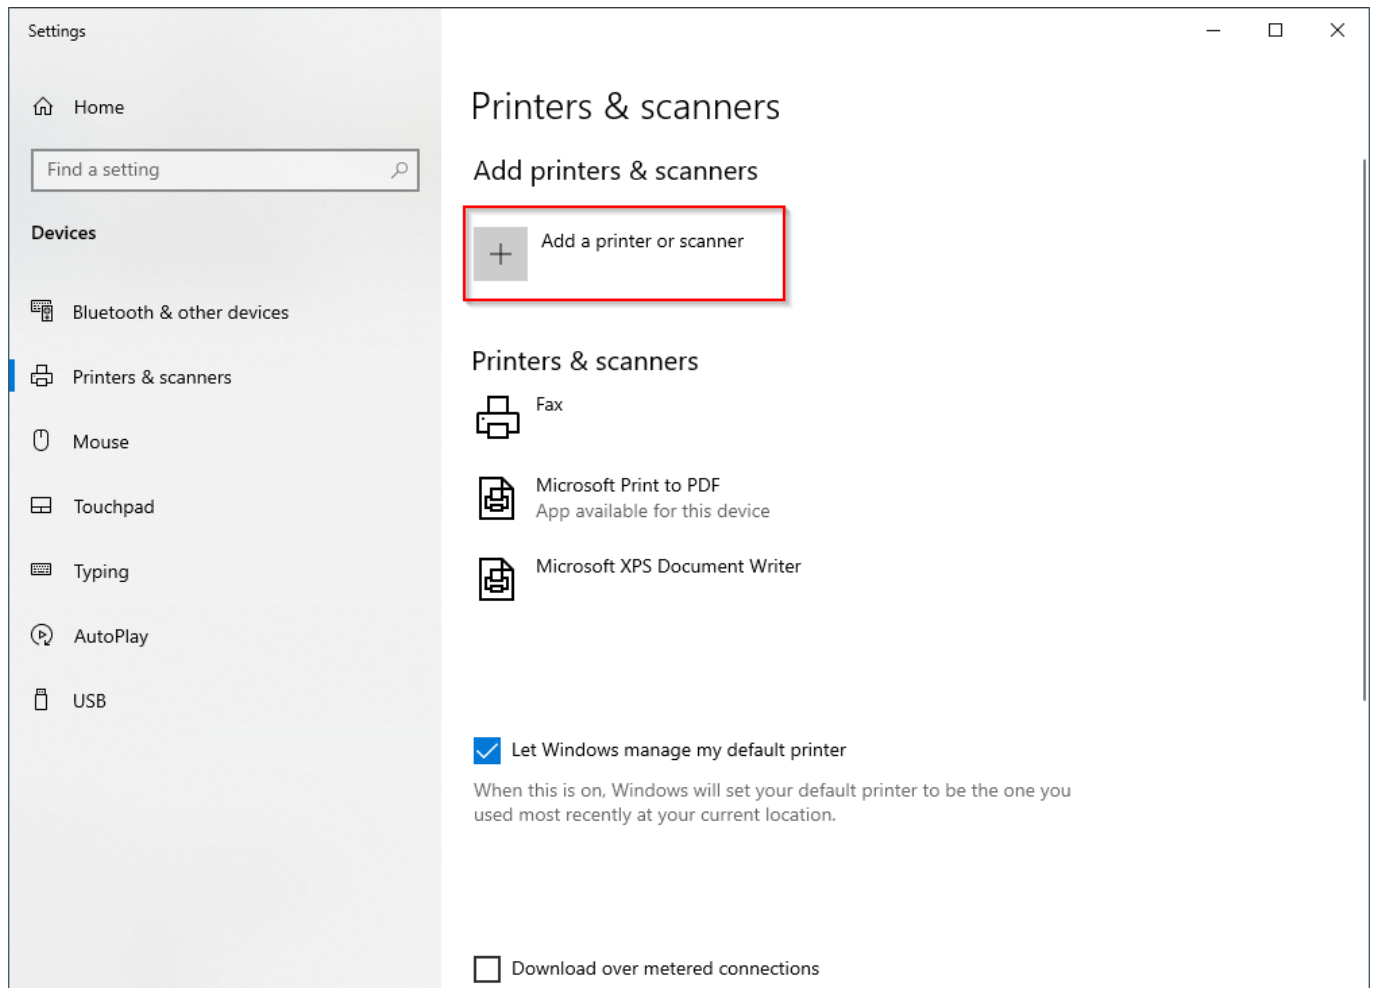 Settings
Home
Find a setting
Devices
Bluetooth & other devices
Printers & scanners
Mouse
Touchpad
Typing
AutoPlay
USB
Printers & scanners
Add printers & scanners
Add a printer or scanner
Printers & scanners
Fax
Microsoft Print to PDF
App available for this device
Microsoft XPS Document Writer
Let Windows manage my default printer
When this is on, Windows will set your default printer to be the one you
used most recently at your current location.
Download over metered connections